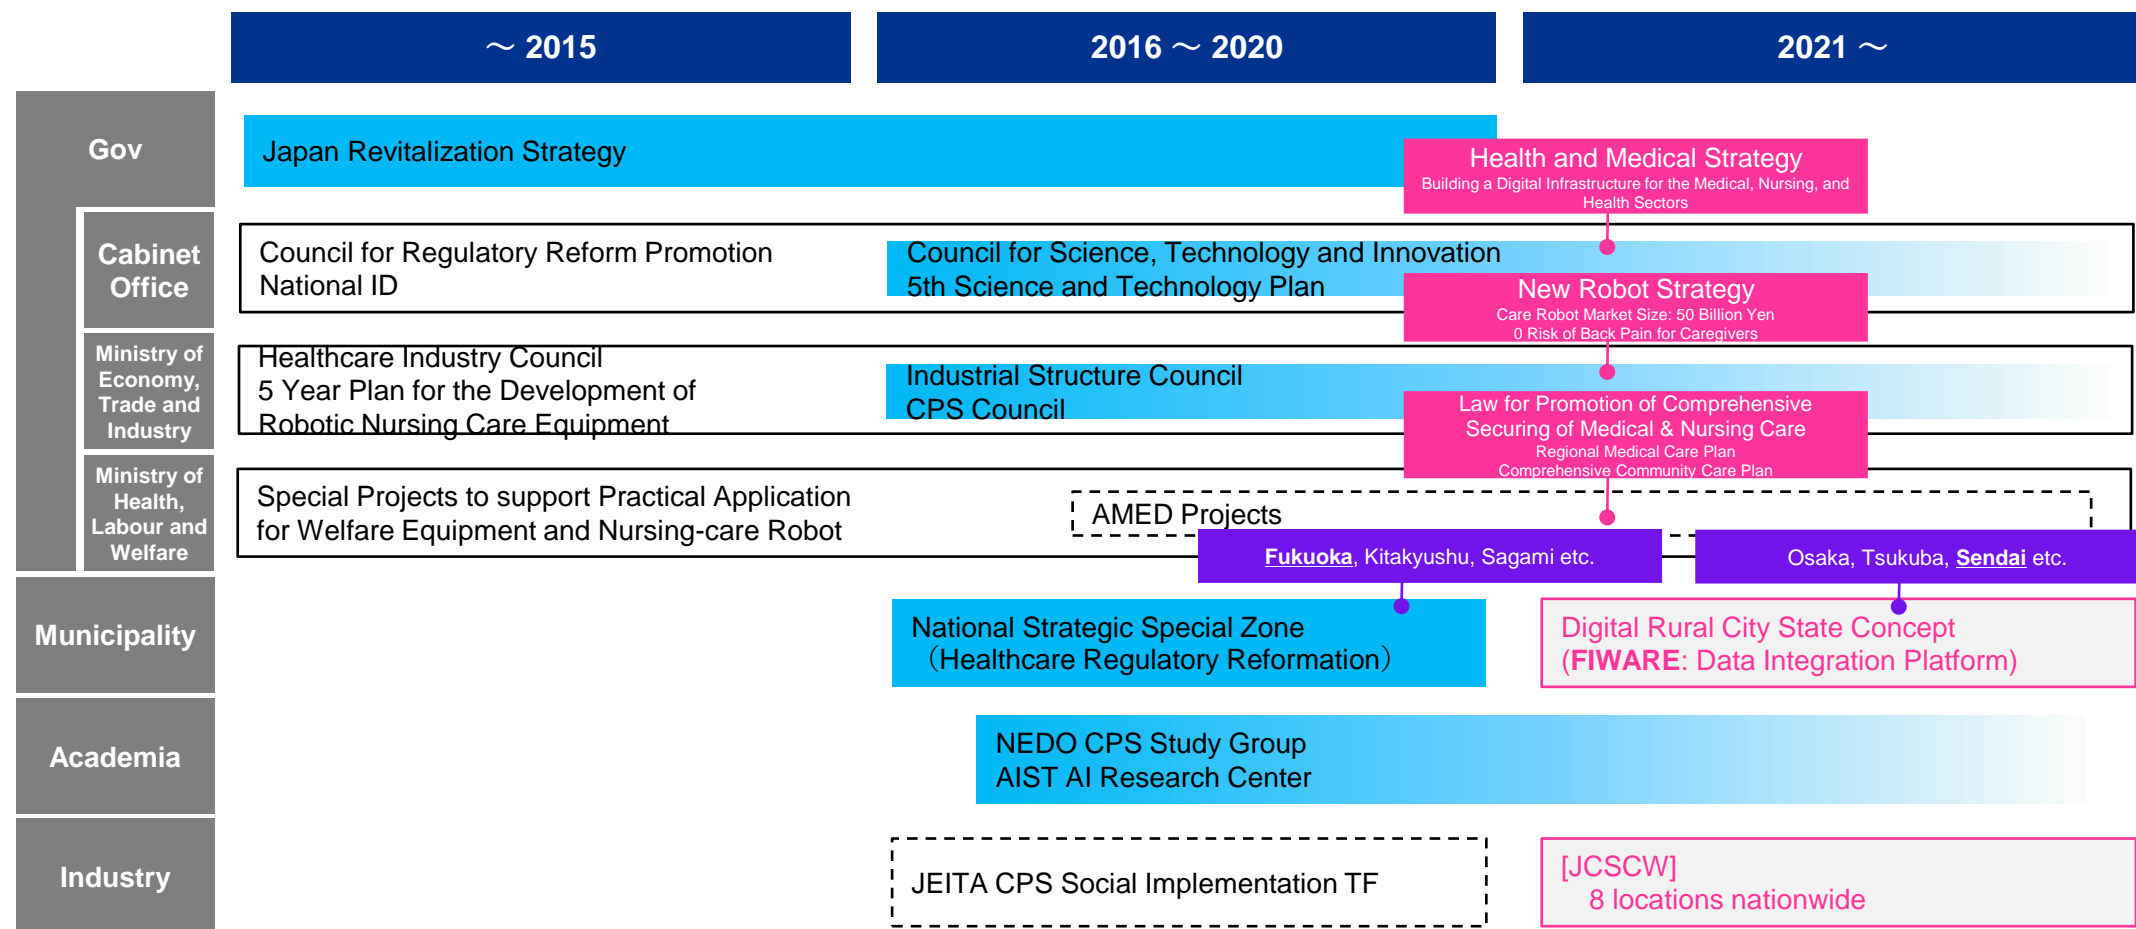 ～ 2015
2016 ～ 2020
2021 ～
Gov
Japan Revitalization Strategy
Health and Medical Strategy
Building a Digital Infrastructure for the Medical, Nursing, and
Health Sectors
Cabinet
Office
Council for Regulatory Reform Promotion
National ID
Council for Science, Technology and Innovation
5th Science and Technology Plan
New Robot Strategy
Care Robot Market Size: 50 Billion Yen
0 Risk of Back Pain for Caregivers
Ministry of
Economy,
Trade and
Industry
Healthcare Industry Council
5 Year Plan for the Development of
Robotic Nursing Care Equipment
Industrial Structure Council
CPS Council
Law for Promotion of Comprehensive
Securing of Medical & Nursing Care
Regional Medical Care Plan
Comprehensive Community Care Plan
Ministry of
Health,
Labour and
Welfare
Special Projects to support Practical Application
for Welfare Equipment and Nursing-care Robot
AMED Projects
Fukuoka, Kitakyushu, Sagami etc.
Osaka, Tsukuba, Sendai etc.
Municipality
National Strategic Special Zone
（Healthcare Regulatory Reformation）
Digital Rural City State Concept
(FIWARE: Data Integration Platform)
Academia
NEDO CPS Study Group
AIST AI Research Center
Industry
JEITA CPS Social Implementation TF
[JCSCW]
8 locations nationwide